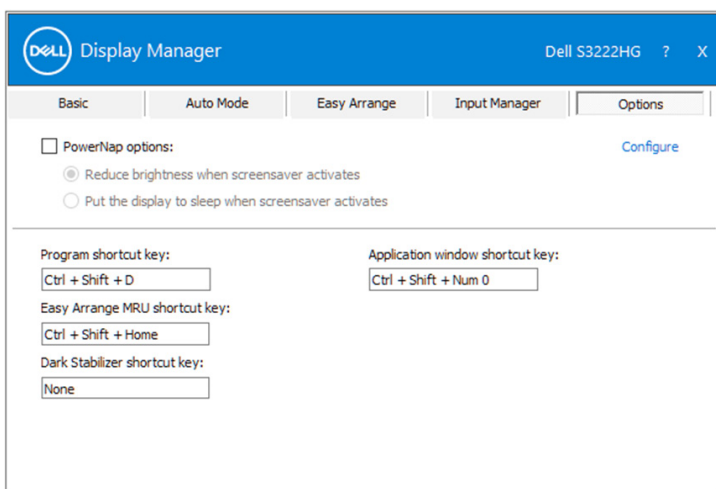 DELL Display Manager Dell S3222HG ? X
Basic Auto Mode Easy Arrange Input Manager Options
PowerNap options: Configure
Reduce brightness when screensaver activates
Put the display to sleep when screensaver activates
Program shortcut key: Application window shortcut key:
Ctrl + Shift + D Ctrl + Shift + Num 0
Easy Arrange MRU shortcut key:
Ctrl + Shift + Home
Dark Stabilizer shortcut key:
None